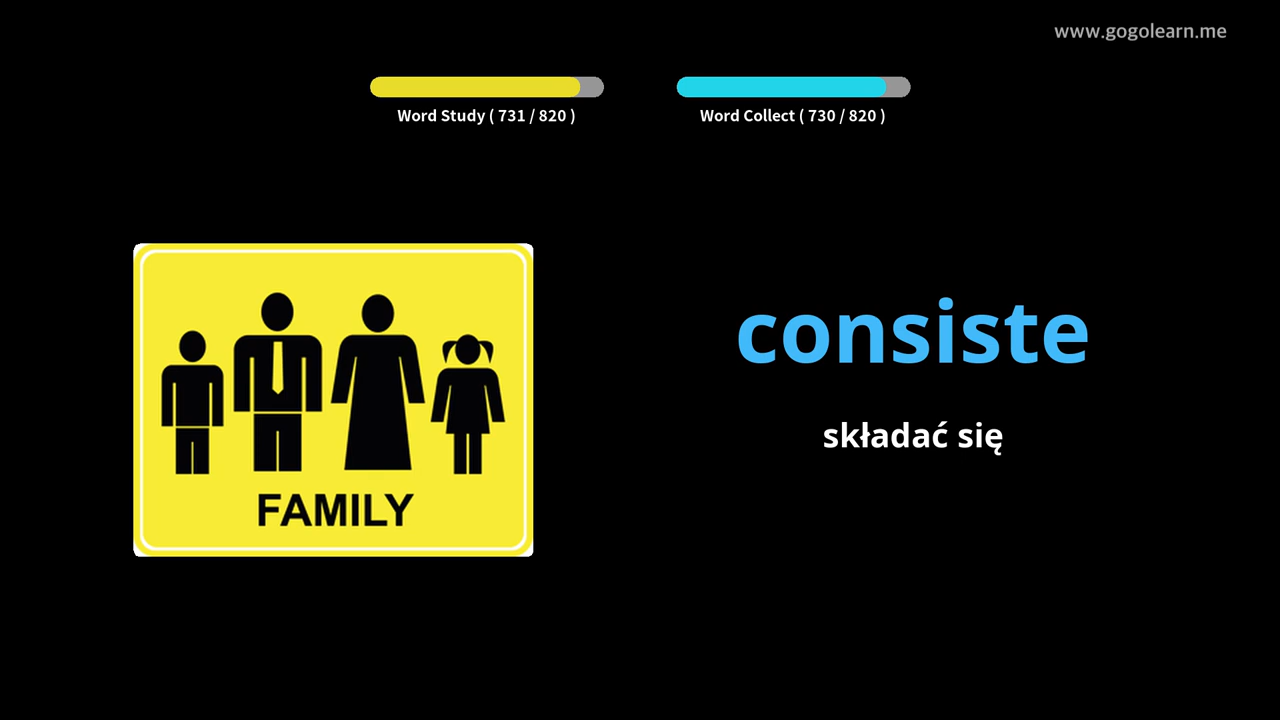 www.gogolearn.me
Word Study ( 731 / 820 )
Word Collect ( 730 / 820 )
consiste
składać się
FAMILY